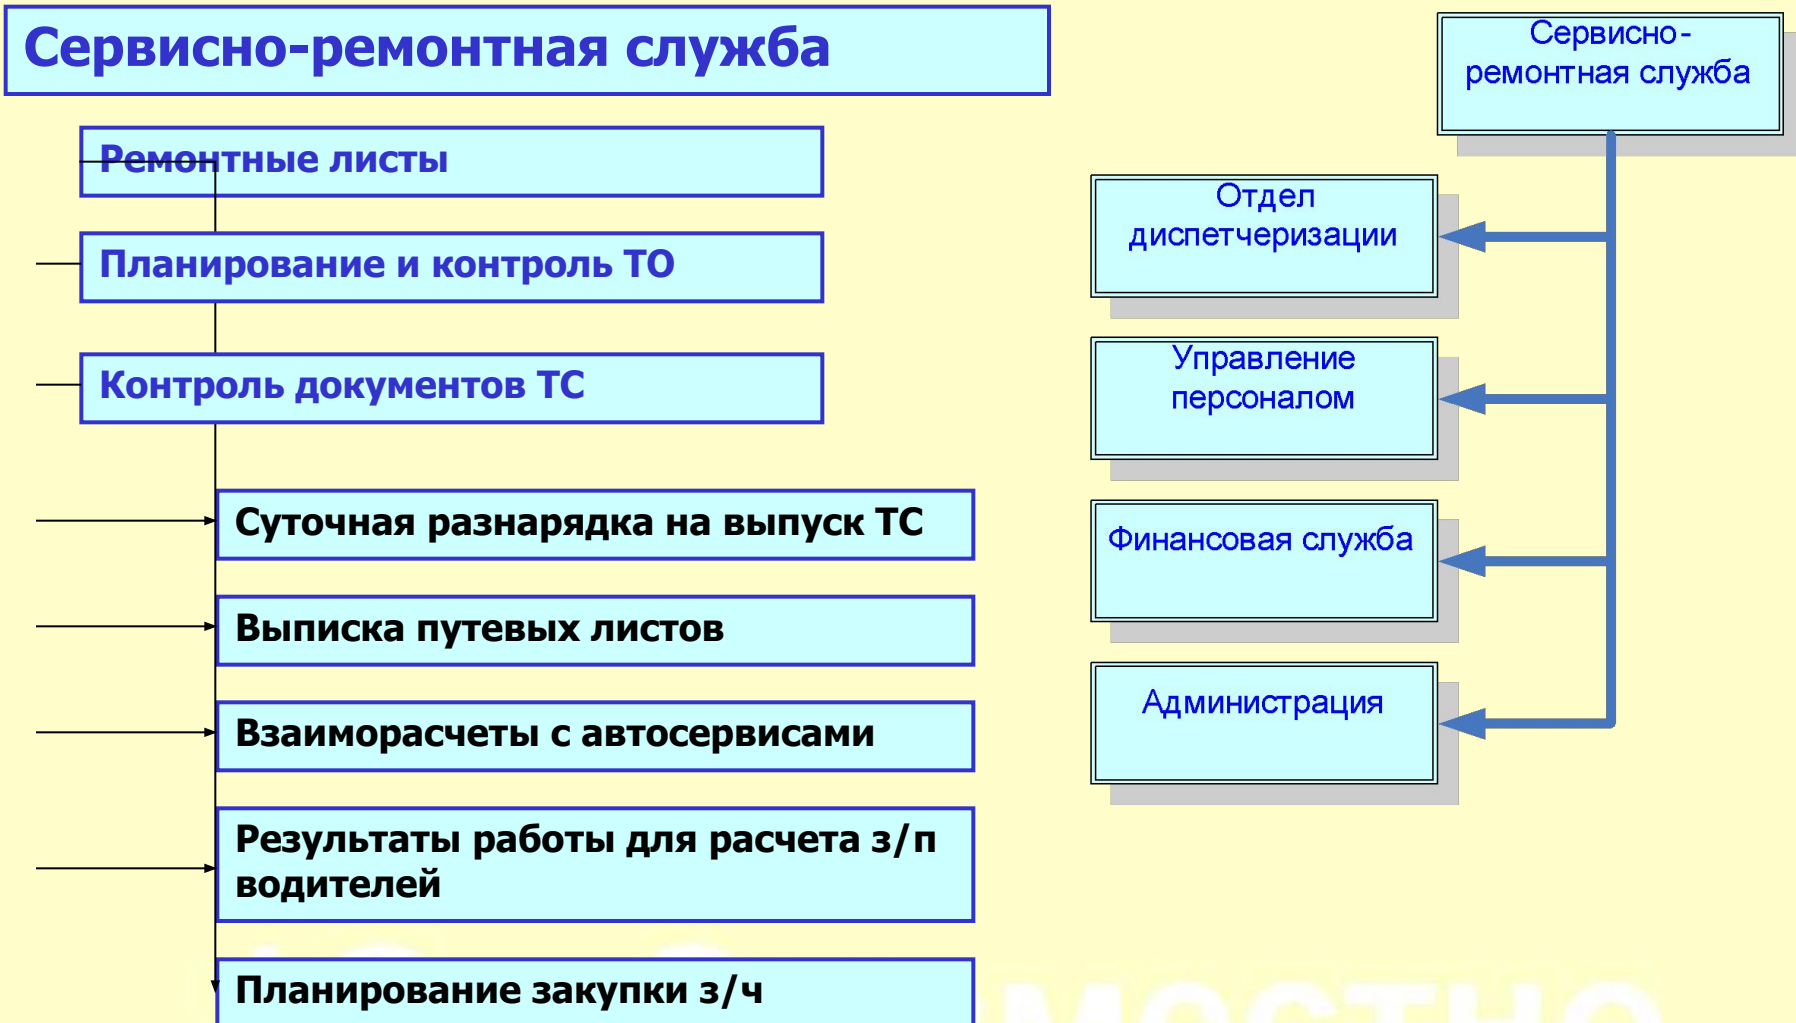 Сервисно-ремонтная служба
Ремонтные листы
Планирование и контроль ТО
Контроль документов ТС
Суточная разнарядка на выпуск ТС
Выписка путевых листов
Взаиморасчеты с автосервисами
Результаты работы для расчета з/п
водителей
Планирование закупки з/ч
Сервисно-
ремонтная служба
Отдел
диспетчеризации
Управление
персоналом
Финансовая служба
Администрация